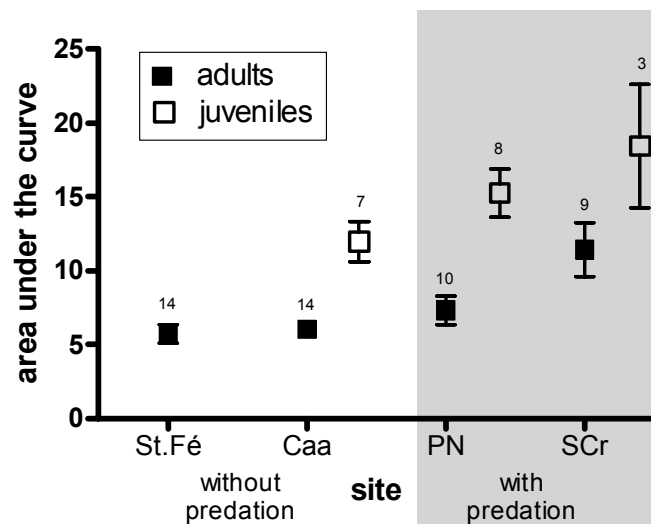 area under the curve
25
20
15
10
5
0
adults
juveniles
14
14
7
10
8
9
3
St.Fé Caa PN SCr
without predation
site
with predation